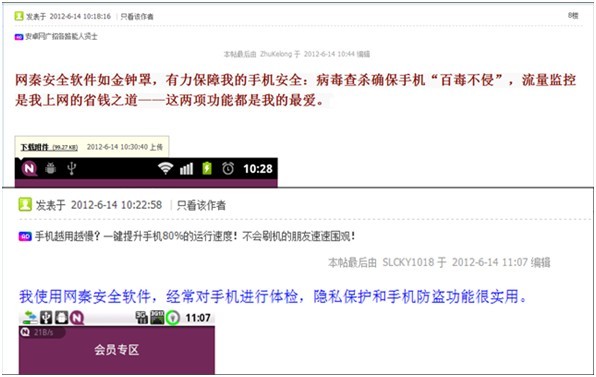 发表于 2012-6-14 10:18:16 | 只看该作者 8楼
AD 安卓网广招各路能人贤士
本帖最后由 ZhuKelong 于 2012-6-14 10:44 编辑
网秦安全软件如金钟罩，有力保障我的手机安全：病毒查杀确保手机“百毒不侵”，流量监控
是我上网的省钱之道——这两项功能都是我的最爱。
下载附件 (99.27 KB) 2012-6-14 10:30:40 上传
N 10:28
发表于 2012-6-14 10:22:58 | 只看该作者
AD 手机越用越慢？一键提升手机80%的运行速度！不会刷机的朋友速速围观！
本帖最后由 SLCKY1018 于 2012-6-14 11:07 编辑
我使用网秦安全软件，经常对手机进行体检，隐私保护和手机防盗功能很实用。
N 3G 11:07
N 21B/s
会员专区